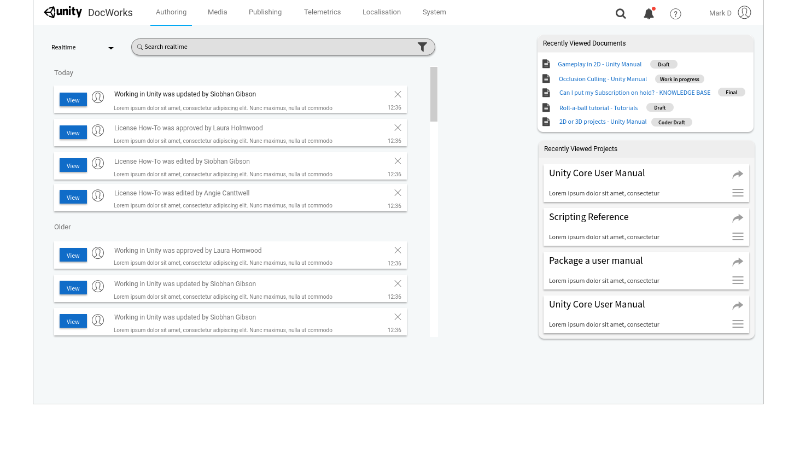 unity DocWorks Authoring Media Publishing Telemetrics Localisation System Mark D
Realtime Search realtime
Today
Working in Unity was updated by Siobhan Gibson
View
Lorem ipsum dolor sit amet, consectetur adipiscing elit. Nunc maximus, nulla ut commodo 12:36
License How-To was approved by Laura Holmwood
View
Lorem ipsum dolor sit amet, consectetur adipiscing elit. Nunc maximus, nulla ut commodo 12:36
License How-To was edited by Siobhan Gibson
View
Lorem ipsum dolor sit amet, consectetur adipiscing elit. Nunc maximus, nulla ut commodo 12:36
License How-To was edited by Angie Canttwell
View
Lorem ipsum dolor sit amet, consectetur adipiscing elit. Nunc maximus, nulla ut commodo 12:36
Older
Working in Unity was approved by Laura Homwood
View
Lorem ipsum dolor sit amet, consectetur adipiscing elit. Nunc maximus, nulla ut commodo 12:36
Working in Unity was updated by Siobhan Gibson
View
Lorem ipsum dolor sit amet, consectetur adipiscing elit. Nunc maximus, nulla ut commodo 12:36
Working in Unity was updated by Siobhan Gibson
View
Lorem ipsum dolor sit amet, consectetur adipiscing elit. Nunc maximus, nulla ut commodo 12:36
Recently Viewed Documents
Gameplay in 2D - Unity Manual Draft
Occlusion Culling - Unity Manual Work in progress
Can I put my Subscription on hold? - KNOWLEDGE BASE Final
Roll-a-ball tutorial - Tutorials Draft
2D or 3D projects - Unity Manual Coder Draft
Recently Viewed Projects
Unity Core User Manual
Lorem ipsum dolor sit amet, consectetur
Scripting Reference
Lorem ipsum dolor sit amet, consectetur
Package a user manual
Lorem ipsum dolor sit amet, consectetur
Unity Core User Manual
Lorem ipsum dolor sit amet, consectetur